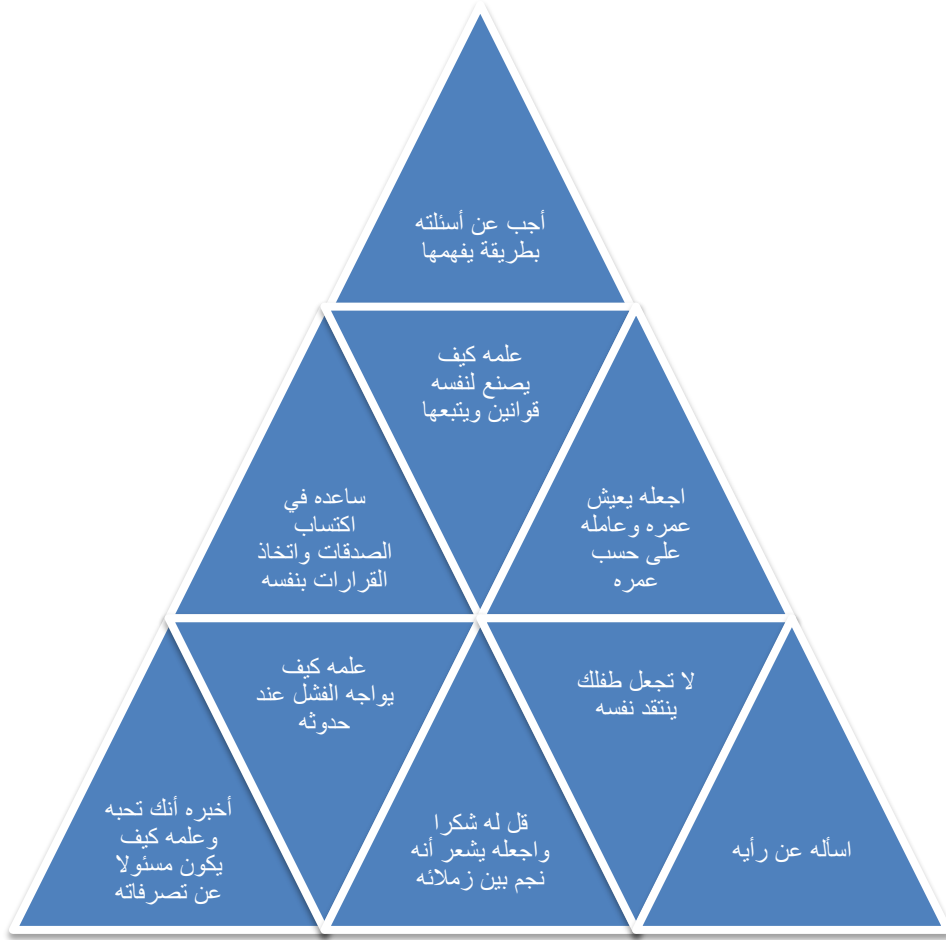 أجب عن أسئلته
بطريقة يفهمها
علمه كيف
يصنع لنفسه
قوانين ويتبعها
اجعله يعيش
عمره وعامله
على حسب
عمره
ساعده في
اكتساب
الصدقات واتخاذ
القرارات بنفسه
لا تجعل طفلك
ينتقد نفسه
علمه كيف
يواجه الفشل عند
حدوثه
اسأله عن رأيه
قل له شكرا
واجعله يشعر أنه
نجم بين زملائه
أخبره أنك تحبه
وعلمه كيف
يكون مسئولا
عن تصرفاته